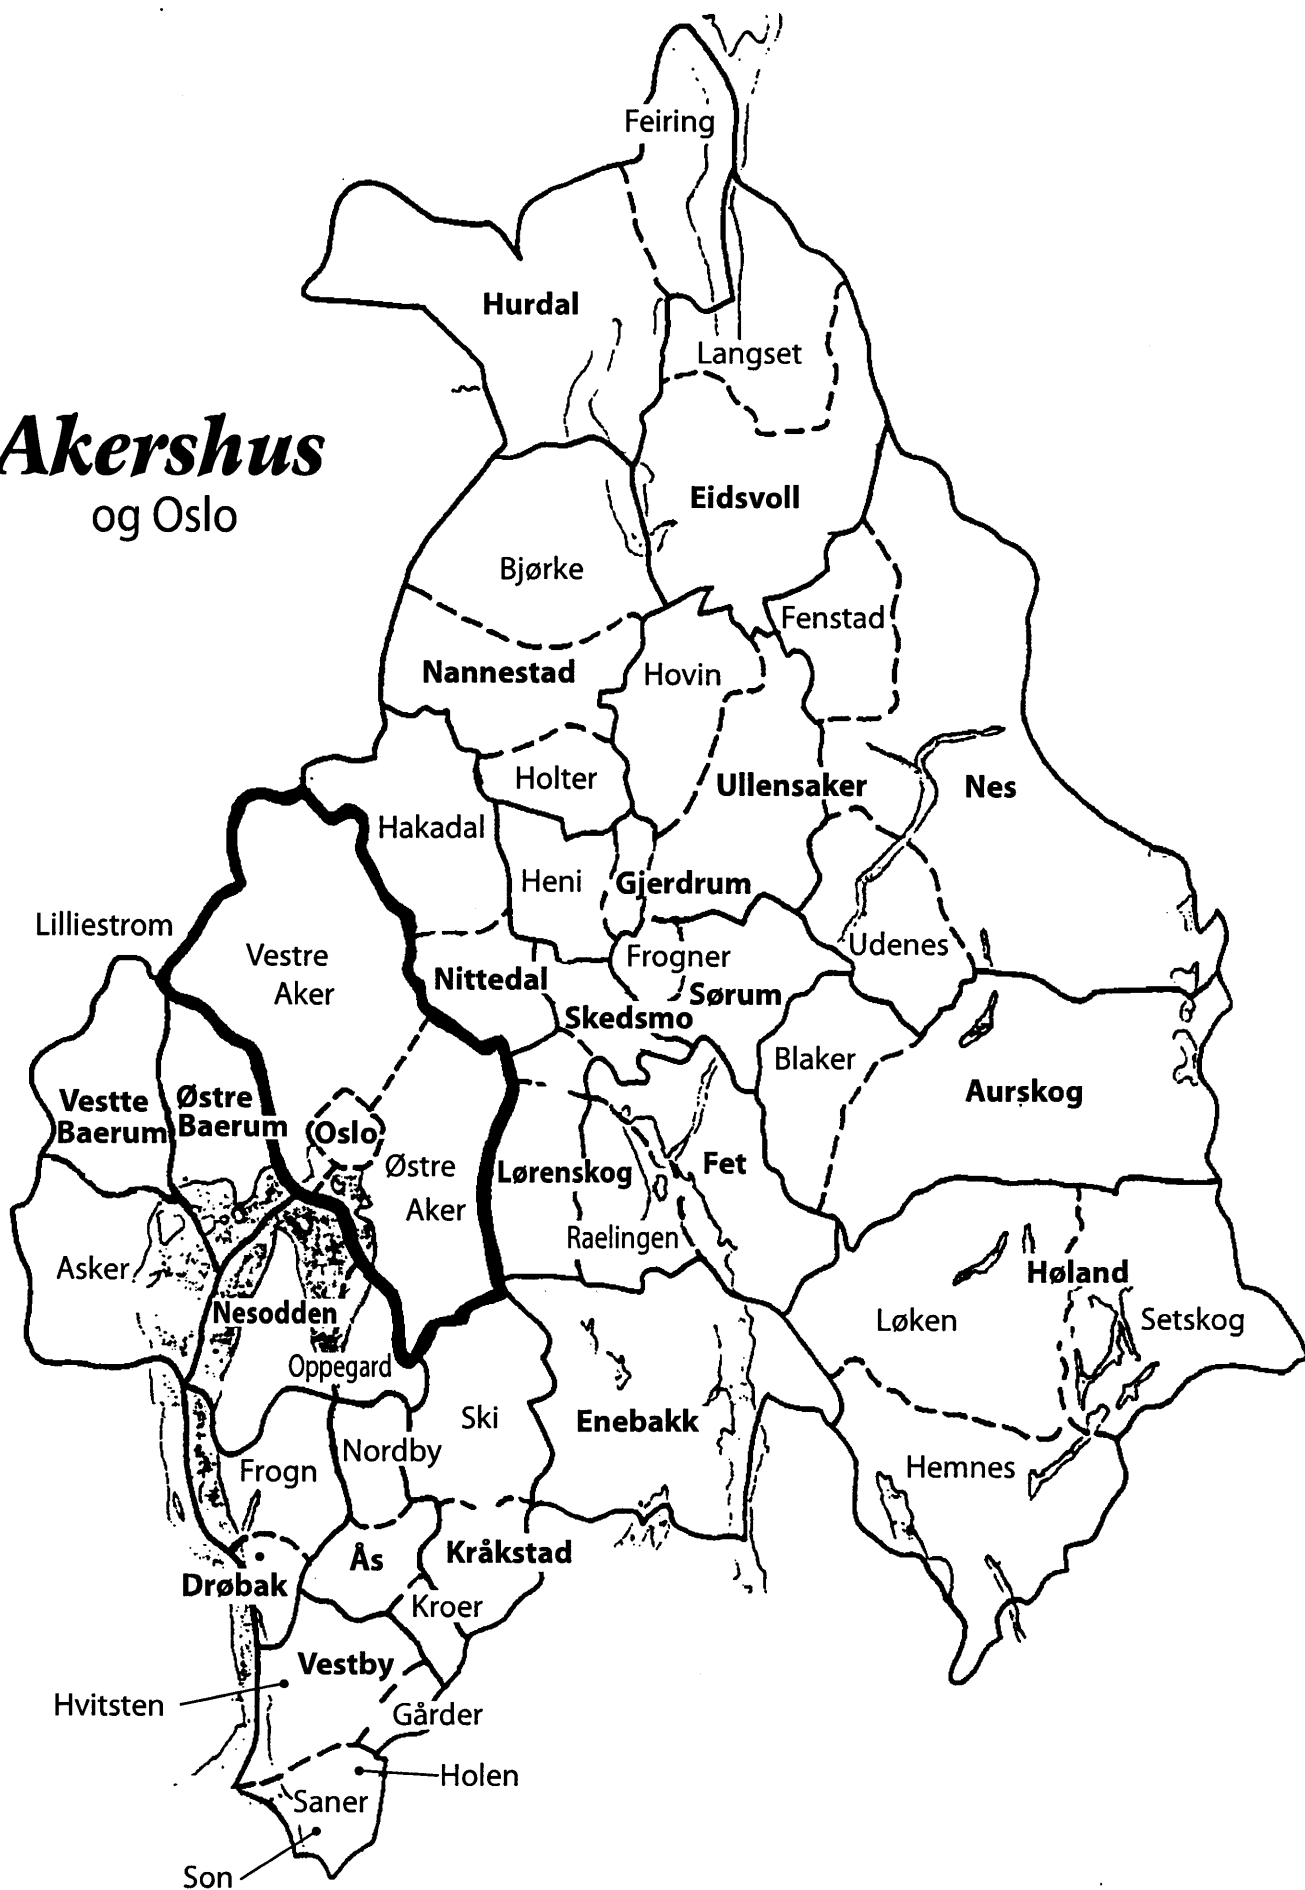 Feiring
Hurdal
Langset
Akershus
og Oslo
Eidsvoll
Bjørke
Fenstad
Nannestad
Hovin
Holter
Ullensaker
Nes
Hakadal
Heni
Gjerdrum
Lilliestrom
Vestre
Aker
Frogner
Udenes
Nittedal
Sørum
Skedsmo
Blaker
Aurskog
Vestte
Baerum
Østre
Baerum
Oslo
Østre
Aker
Lørenskog
Fet
Raelingen
Asker
Nesodden
Høland
Løken
Setskog
Oppegard
Ski
Enebakk
Nordby
Frogn
Hemnes
Ås
Kråkstad
Drøbak
Kroer
Vestby
Hvitsten
Gårder
Holen
Saner
Son